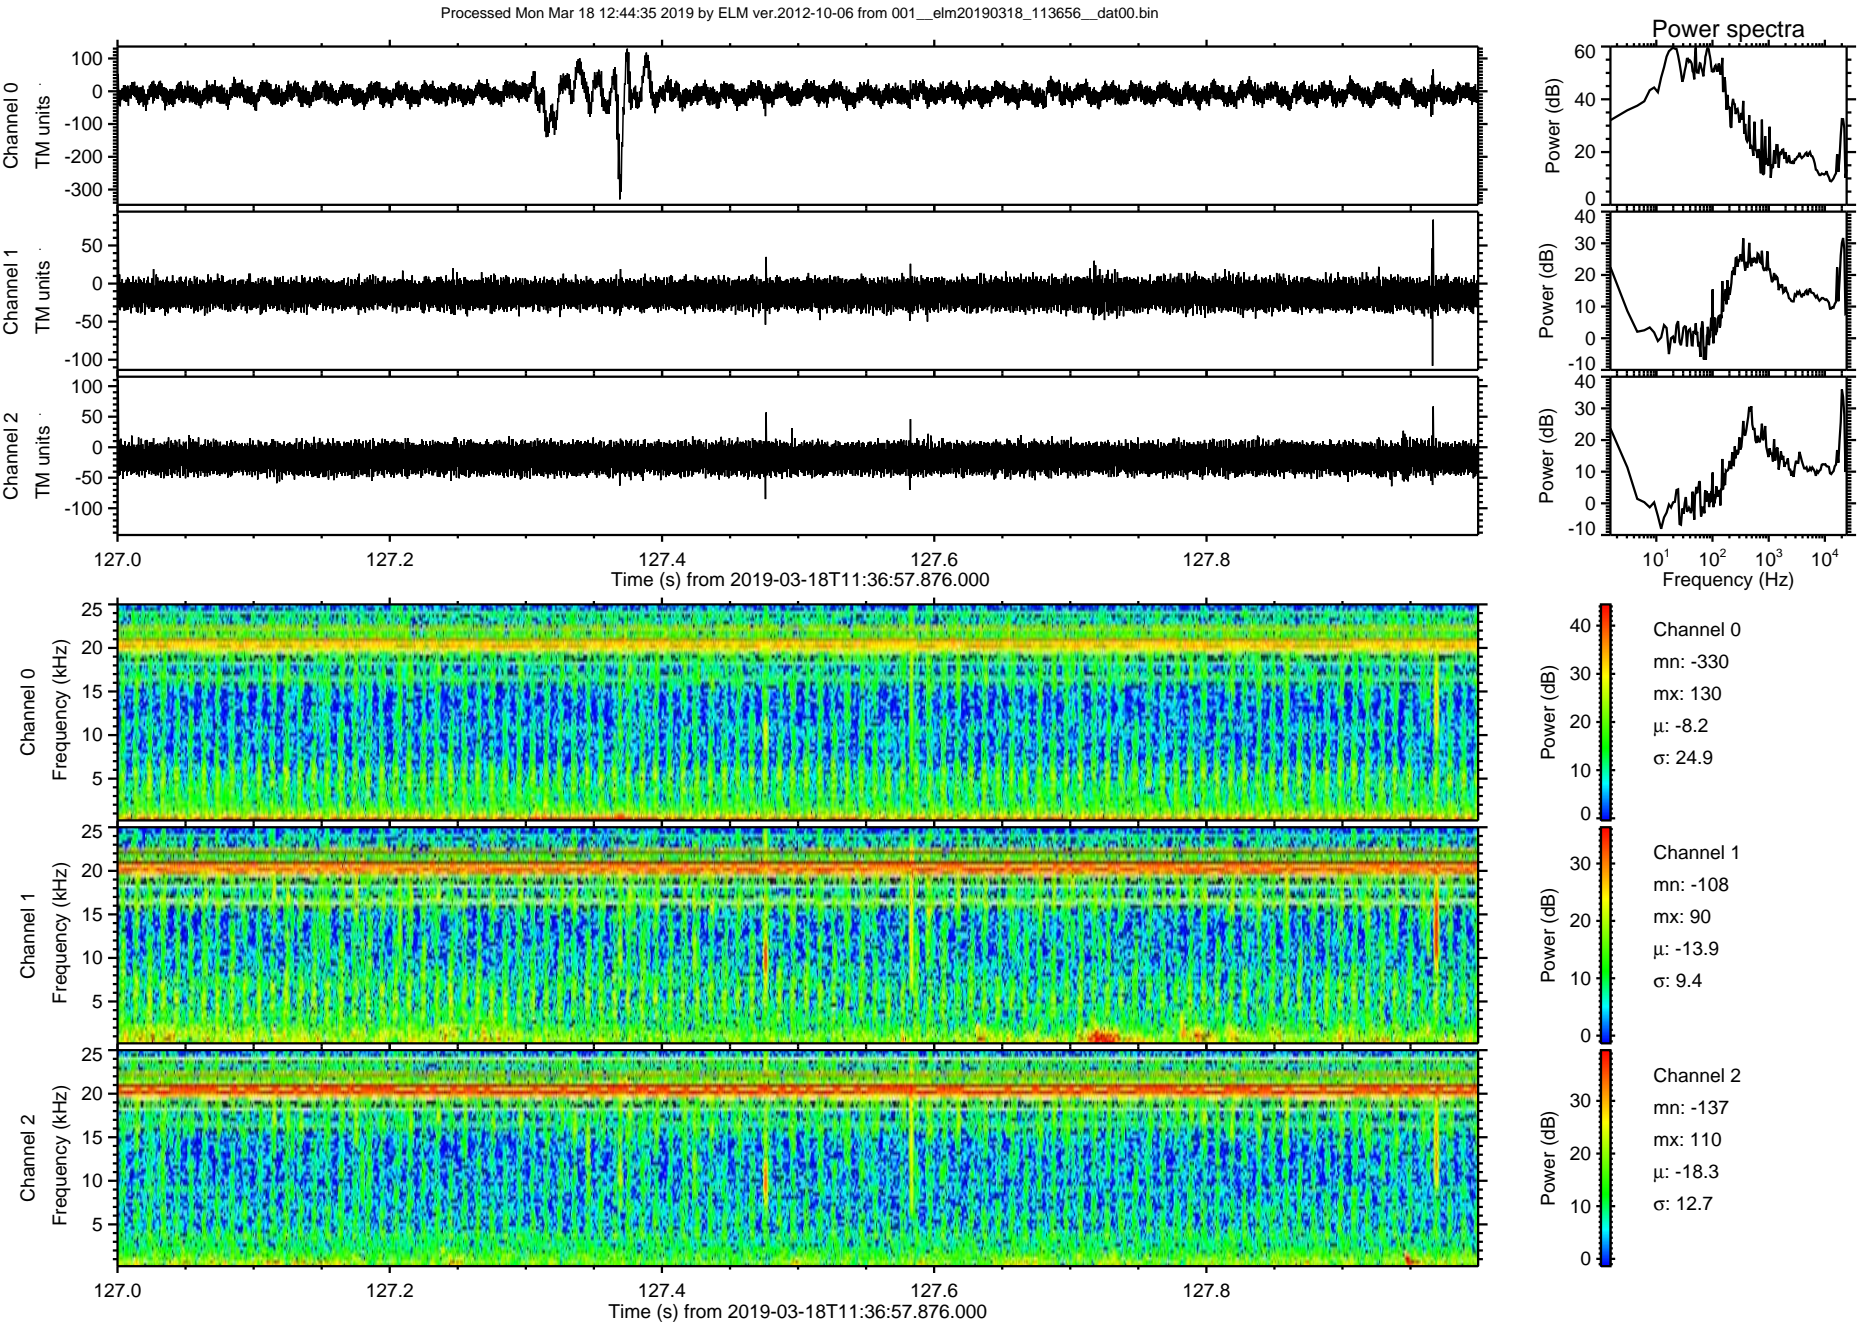 Processed Mon Mar 18 12:44:35 2019 by ELM ver.2012-10-06 from 001__elm20190318_113656__dat00.bin
Power spectra
Channel 0
TM units
100
0
-100
-200
-300
Power (dB)
60
40
20
0
Channel 1
TM units
50
0
-50
-100
Power (dB)
40
30
20
10
0
-10
Channel 2
TM units
100
50
0
-50
-100
Power (dB)
40
30
20
10
0
-10
127.0 127.2 127.4 127.6 127.8
Time (s) from 2019-03-18T11:36:57.876.000
10^1 10^2 10^3 10^4
Frequency (Hz)
Channel 0
Frequency (kHz)
25
20
15
10
5
Power (dB)
40
30
20
10
0
Channel 0
mn: -330
mx: 130
μ: -8.2
σ: 24.9
Channel 1
Frequency (kHz)
25
20
15
10
5
Power (dB)
30
20
10
0
Channel 1
mn: -108
mx: 90
μ: -13.9
σ: 9.4
Channel 2
Frequency (kHz)
25
20
15
10
5
Power (dB)
30
20
10
0
Channel 2
mn: -137
mx: 110
μ: -18.3
σ: 12.7
127.0 127.2 127.4 127.6 127.8
Time (s) from 2019-03-18T11:36:57.876.000